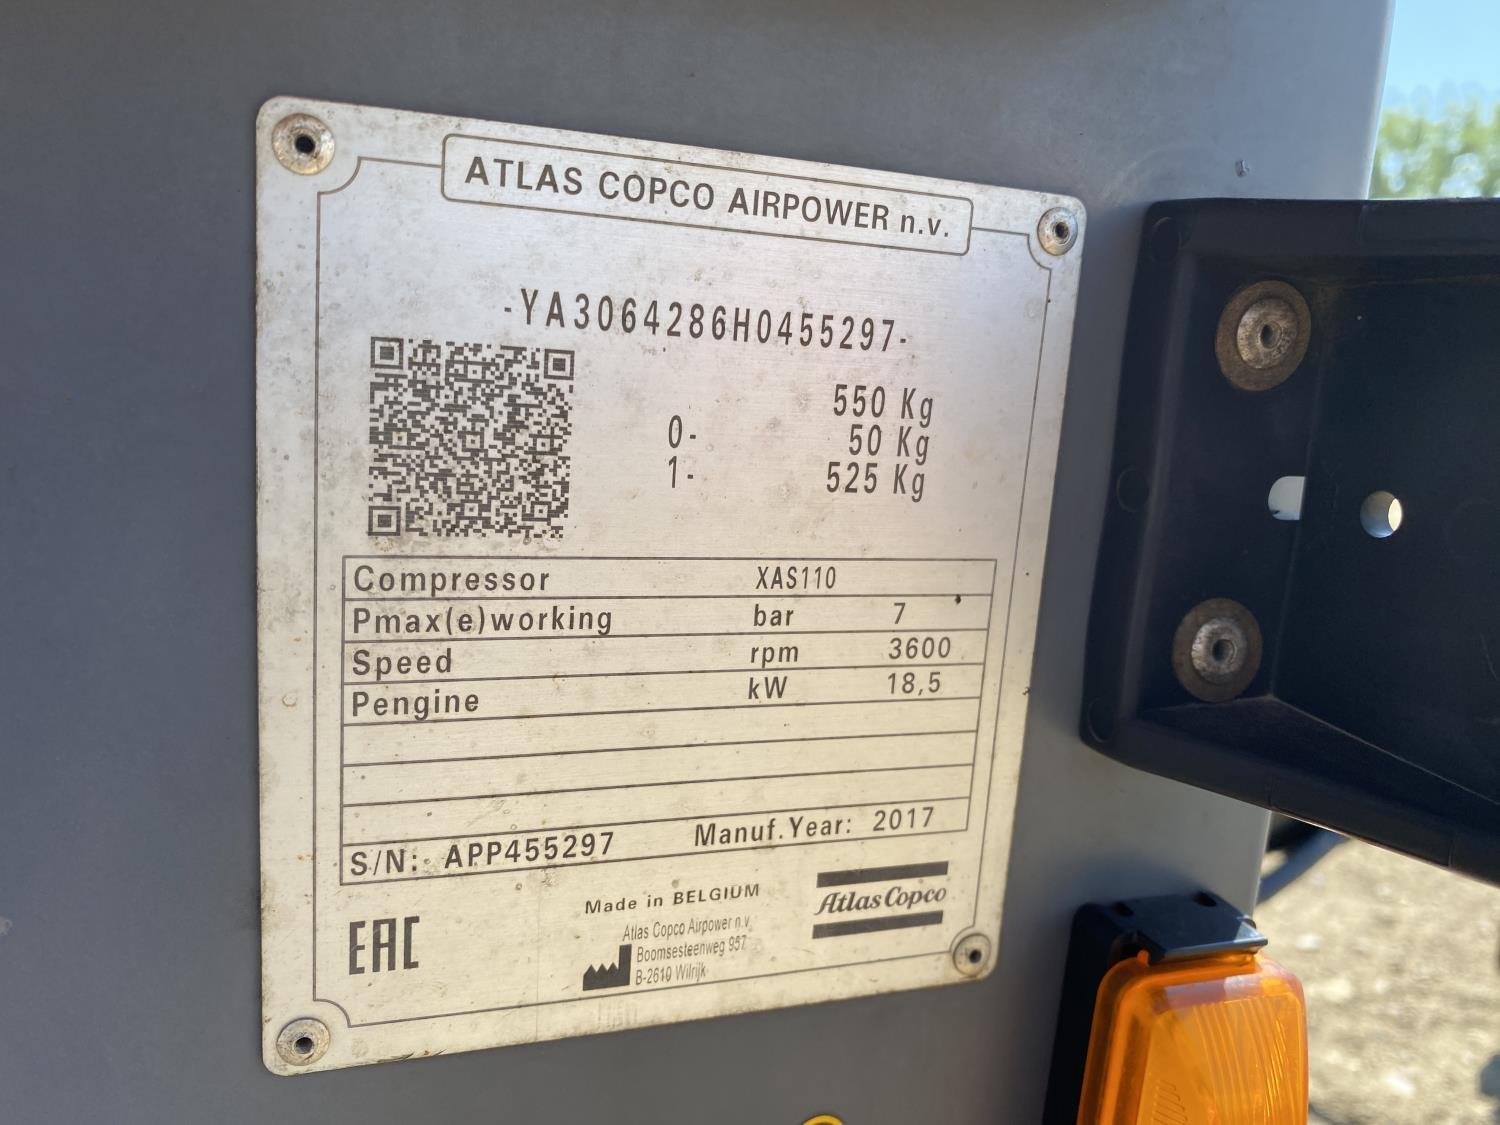 ATLAS COPCO AIRPOWER n.v.
-YA3064286H0455297-
550 Kg
0- 50 Kg
1- 525 Kg
Compressor XAS110
Pmax(e)working bar 7
Speed rpm 3600
Pengine kW 18,5
S/N: APP455297 Manuf.Year: 2017
Made in BELGIUM
Atlas Copco
Atlas Copco Airpower n.v.
Boomsesteenweg 957
B-2610 Wilrijk
EAC